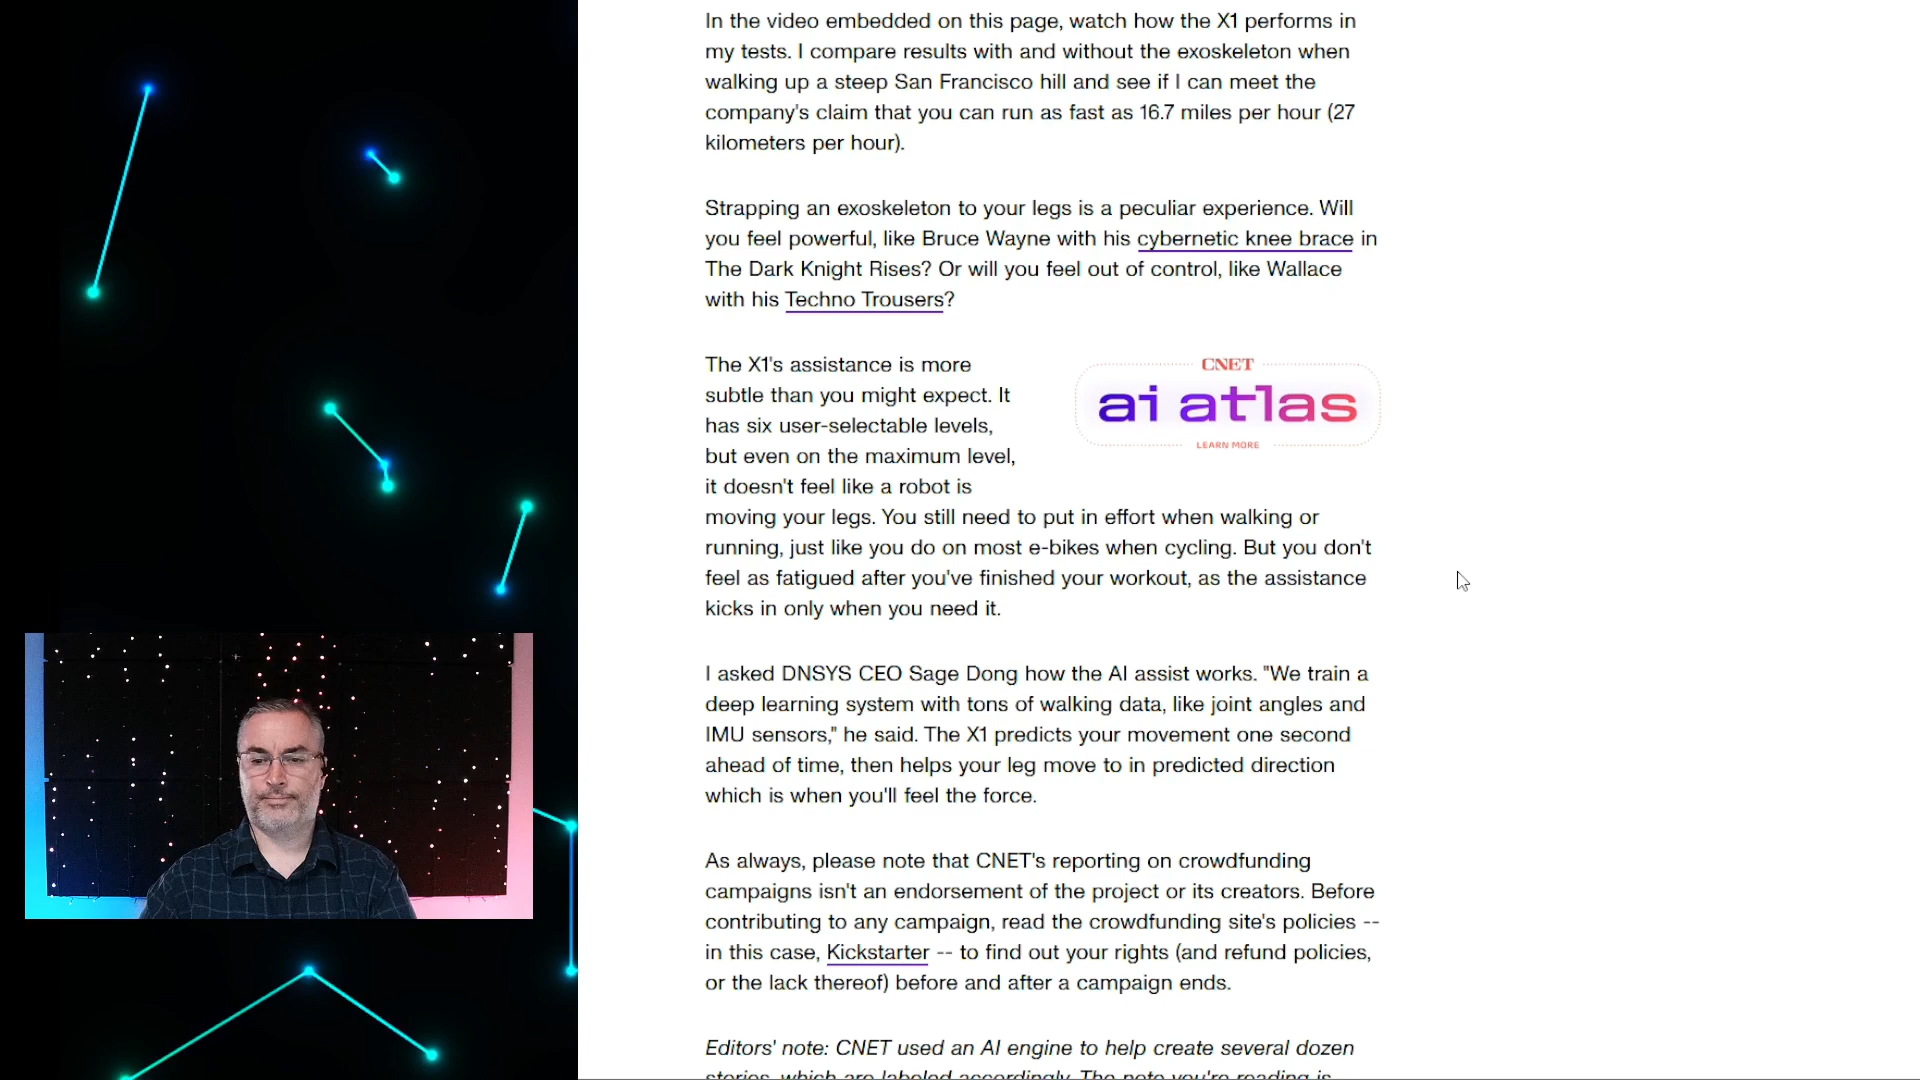 In the video embedded on this page, watch how the X1 performs in
my tests. I compare results with and without the exoskeleton when
walking up a steep San Francisco hill and see if I can meet the
company's claim that you can run as fast as 16.7 miles per hour (27
kilometers per hour).
Strapping an exoskeleton to your legs is a peculiar experience. Will
you feel powerful, like Bruce Wayne with his cybernetic knee brace in
The Dark Knight Rises? Or will you feel out of control, like Wallace
with his Techno Trousers?
The X1's assistance is more
subtle than you might expect. It
has six user-selectable levels,
but even on the maximum level,
it doesn't feel like a robot is
moving your legs. You still need to put in effort when walking or
running, just like you do on most e-bikes when cycling. But you don't
feel as fatigued after you've finished your workout, as the assistance
kicks in only when you need it.
CNET
ai atlas
LEARN MORE
I asked DNSYS CEO Sage Dong how the AI assist works. "We train a
deep learning system with tons of walking data, like joint angles and
IMU sensors," he said. The X1 predicts your movement one second
ahead of time, then helps your leg move to in predicted direction
which is when you'll feel the force.
As always, please note that CNET's reporting on crowdfunding
campaigns isn't an endorsement of the project or its creators. Before
contributing to any campaign, read the crowdfunding site's policies --
in this case, Kickstarter -- to find out your rights (and refund policies,
or the lack thereof) before and after a campaign ends.
Editors' note: CNET used an AI engine to help create several dozen
stories, which are labeled accordingly. The note you're reading is